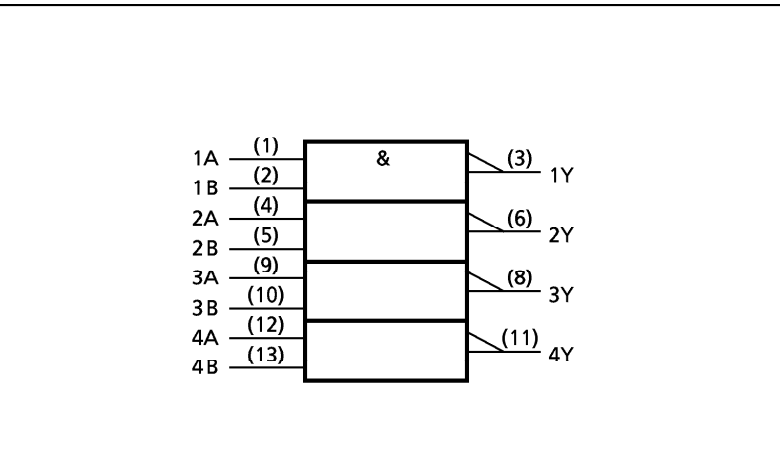 1A (1) & (3) 1Y
1B (2)
2A (4) (6) 2Y
2B (5)
3A (9) (8) 3Y
3B (10)
4A (12) (11) 4Y
4B (13)